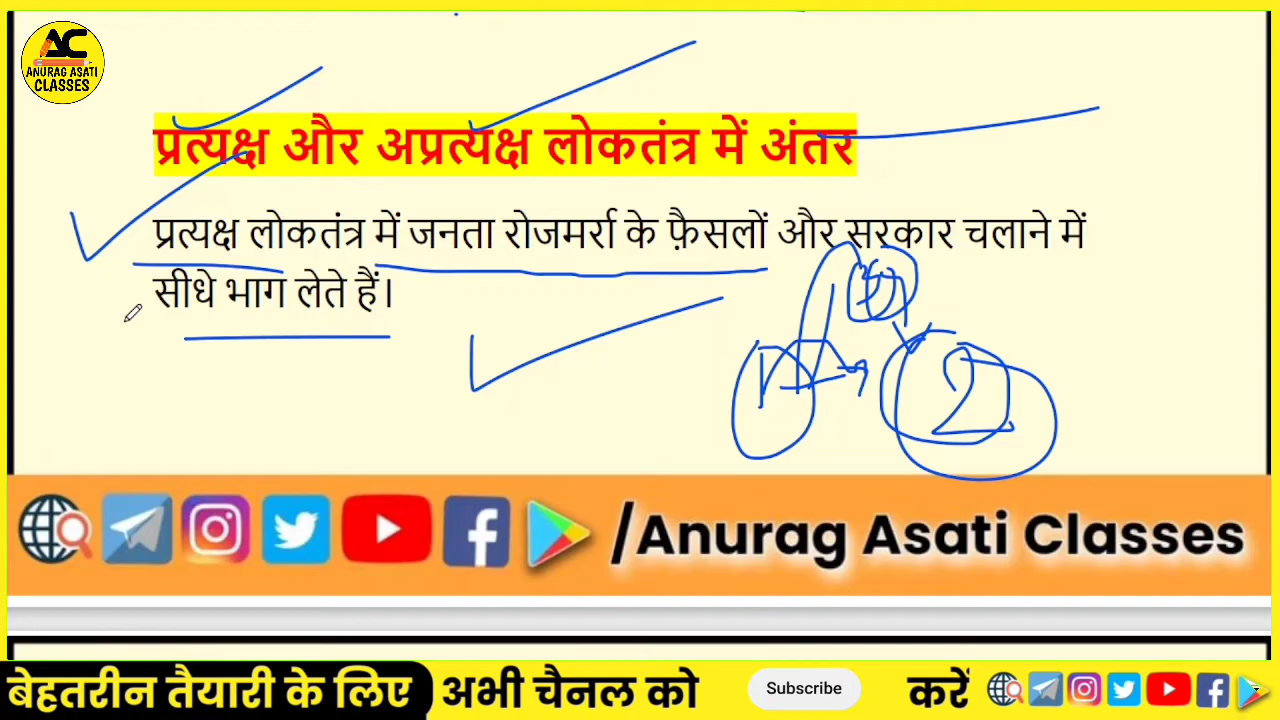 AC
ANURAG ASATI
CLASSES
प्रत्यक्ष और अप्रत्यक्ष लोकतंत्र में अंतर
प्रत्यक्ष लोकतंत्र में जनता रोजमर्रा के फ़ैसलों और सरकार चलाने में
सीधे भाग लेते हैं।
2
/Anurag Asati Classes
बेहतरीन तैयारी के लिए अभी चैनल को Subscribe करें